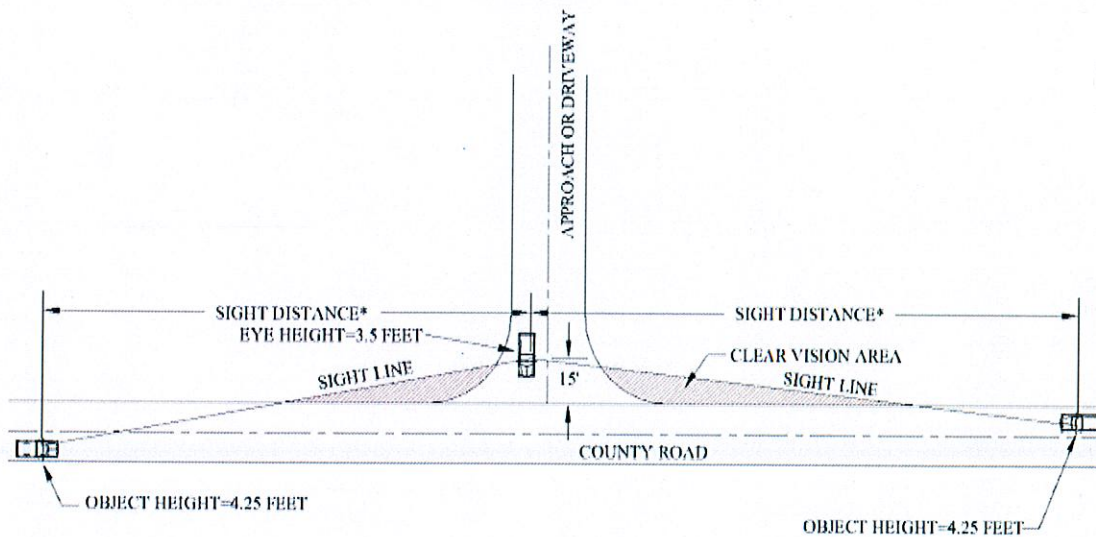 APPROACH OR DRIVEWAY
SIGHT DISTANCE*
SIGHT DISTANCE*
EYE HEIGHT=3.5 FEET
CLEAR VISION AREA
SIGHT LINE
15'
SIGHT LINE
COUNTY ROAD
OBJECT HEIGHT=4.25 FEET
OBJECT HEIGHT=4.25 FEET